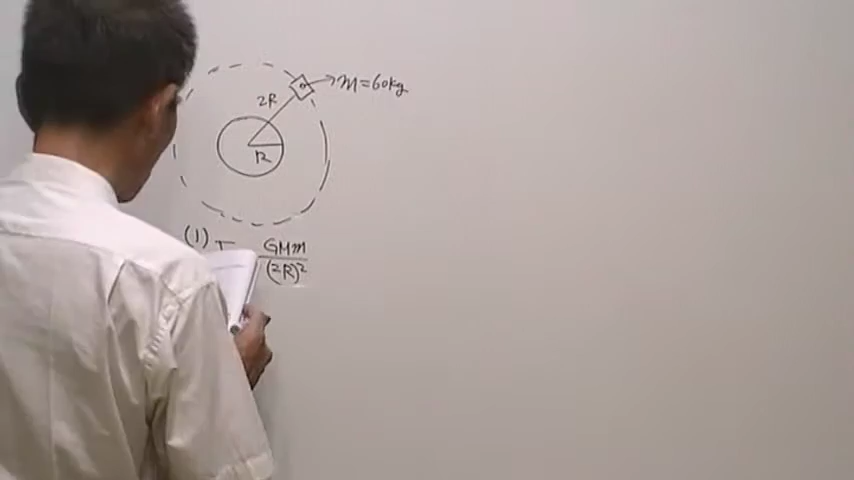 m = 60kg
2R
R
(1) F
GMm
(2R)²